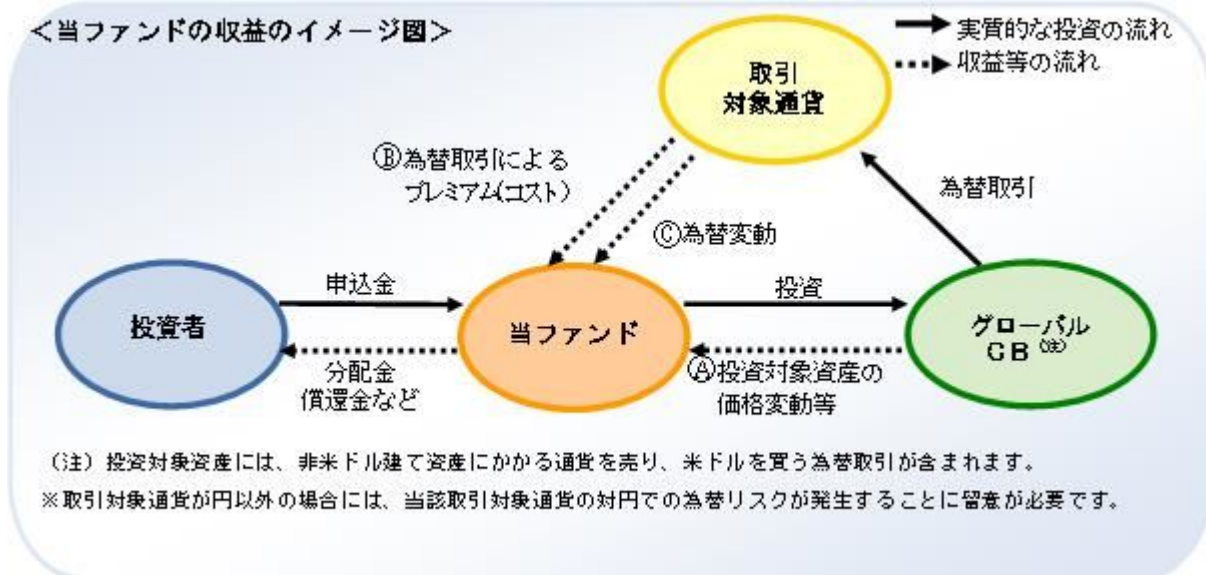 ＜当ファンドの収益のイメージ図＞
実質的な投資の流れ
収益等の流れ
取引
対象通貨
Ⓑ為替取引による
プレミアム(コスト)
為替取引
Ⓒ為替変動
投資者
申込金
当ファンド
投資
グローバル
ＣＢ（注）
分配金
償還金など
Ⓐ投資対象資産の
価格変動等
（注）投資対象資産には、非米ドル建て資産にかかる通貨を売り、米ドルを買う為替取引が含まれます。
※取引対象通貨が円以外の場合には、当該取引対象通貨の対円での為替リスクが発生することに留意が必要です。